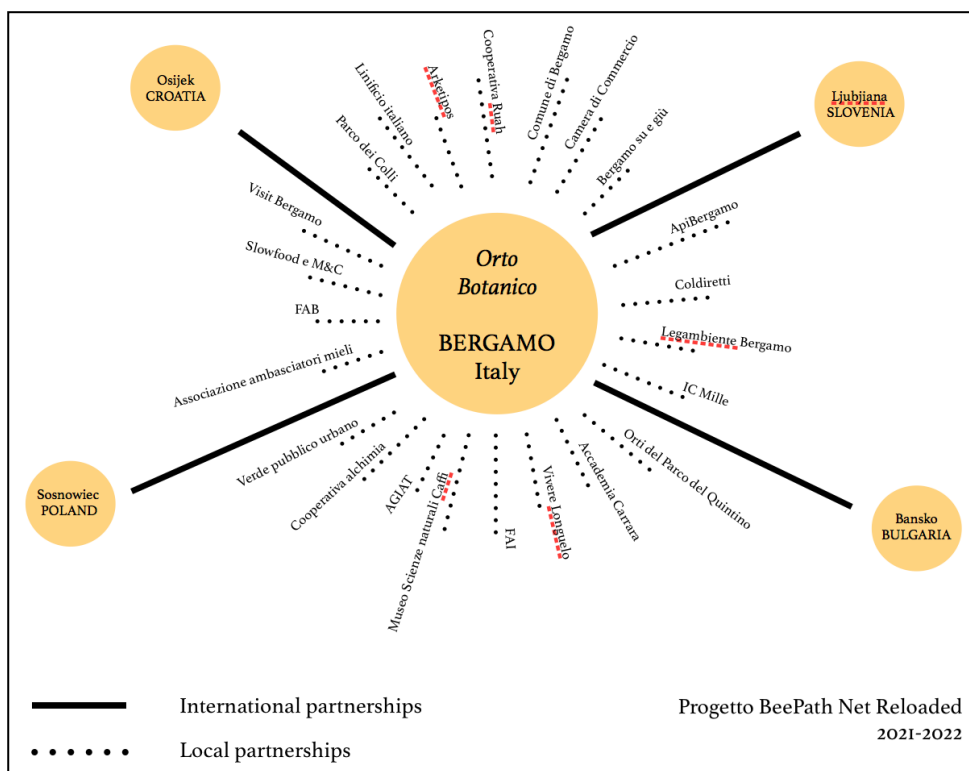 Osijek
CROATIA
Linificio italiano
Arketipos
Cooperativa Ruah
Comune di Bergamo
Camera di Commercio
Bergamo su e giù
Ljubjiana
SLOVENIA
Parco dei Colli
Visit Bergamo
ApiBergamo
Slowfood e M&C
Coldiretti
FAB
Legambiente Bergamo
Associazione ambasciatori mieli
IC Mille
Orto
Botanico
BERGAMO
Italy
Sosnowiec
POLAND
Verde pubblico urbano
Cooperativa alchimia
AGIAT
Museo Scienze naturali Caffi
FAI
Vivere Longuelo
Accademia Carrara
Orti del Parco del Quintino
Bansko
BULGARIA
International partnerships
Local partnerships
Progetto BeePath Net Reloaded
2021-2022